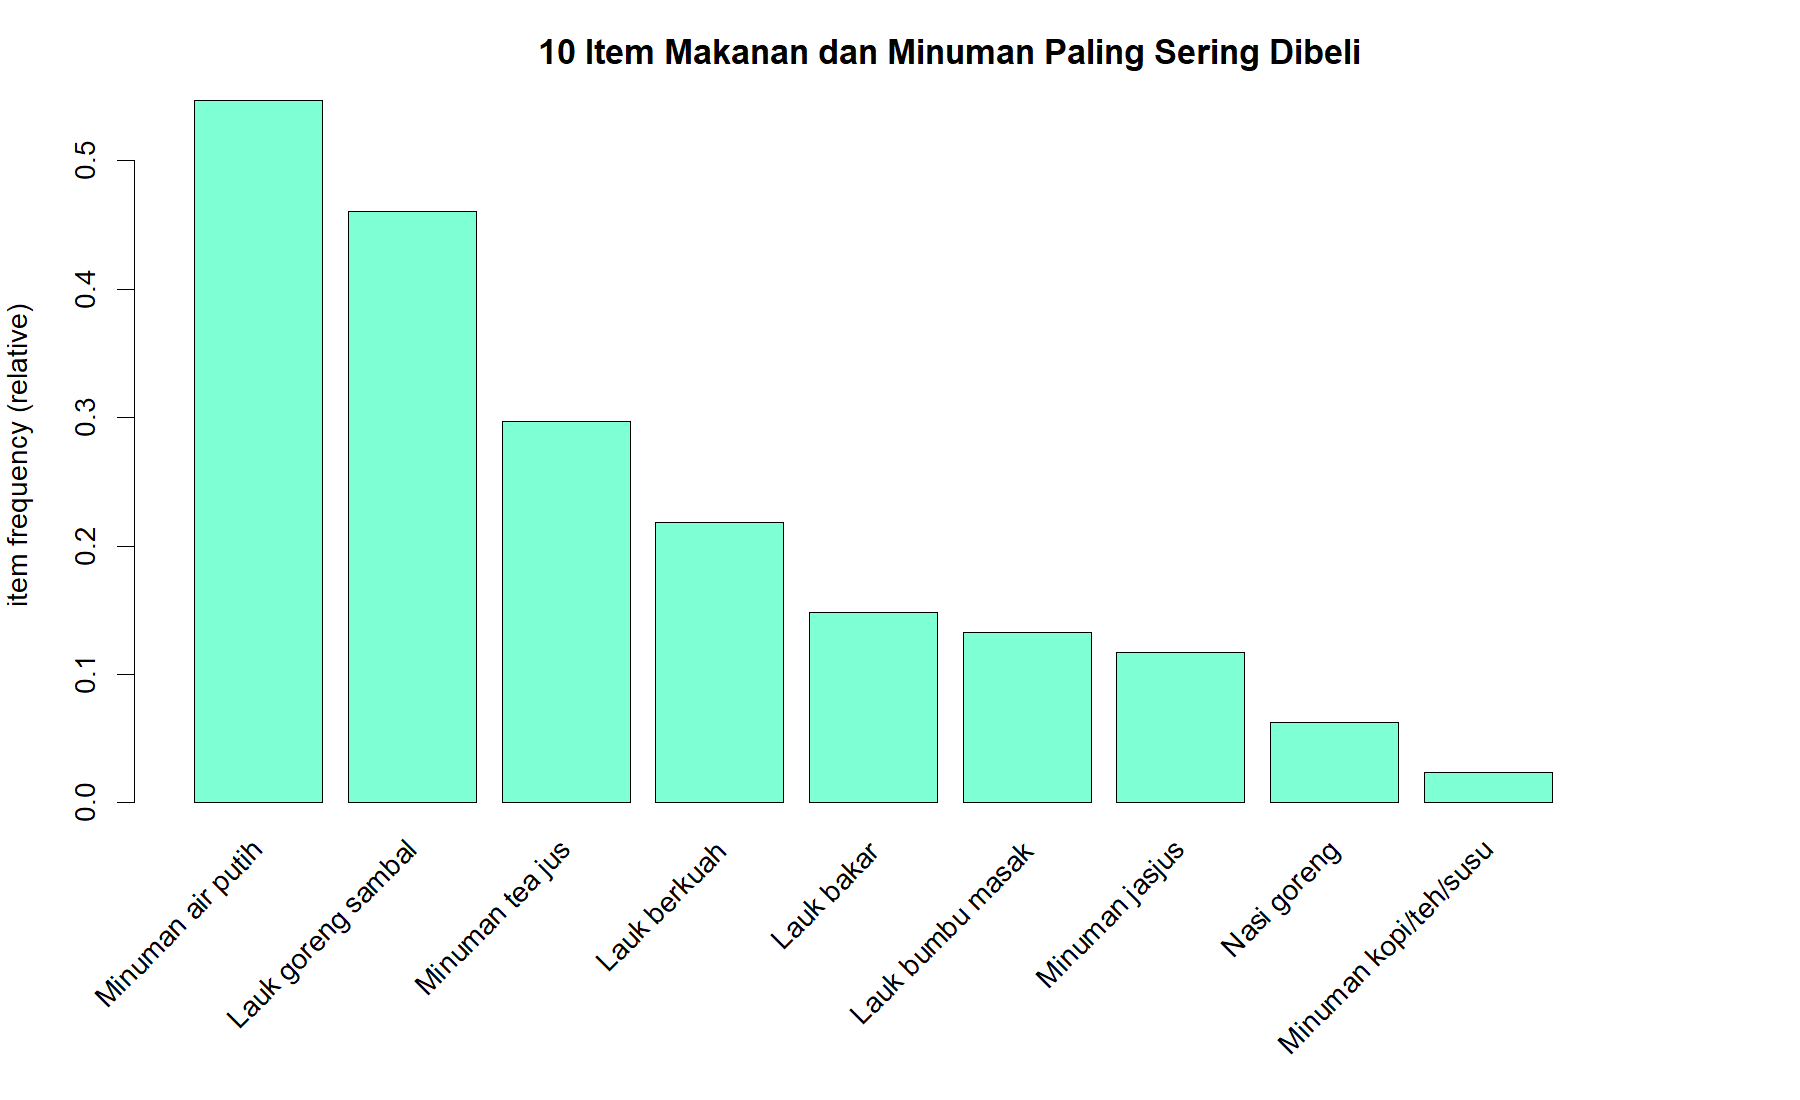 10 Item Makanan dan Minuman Paling Sering Dibeli
item frequency (relative)
0.5
0.4
0.3
0.2
0.1
0.0
Minuman air putih
Lauk goreng sambal
Minuman tea jus
Lauk berkuah
Lauk bakar
Lauk bumbu masak
Minuman jasjus
Nasi goreng
Minuman kopi/teh/susu